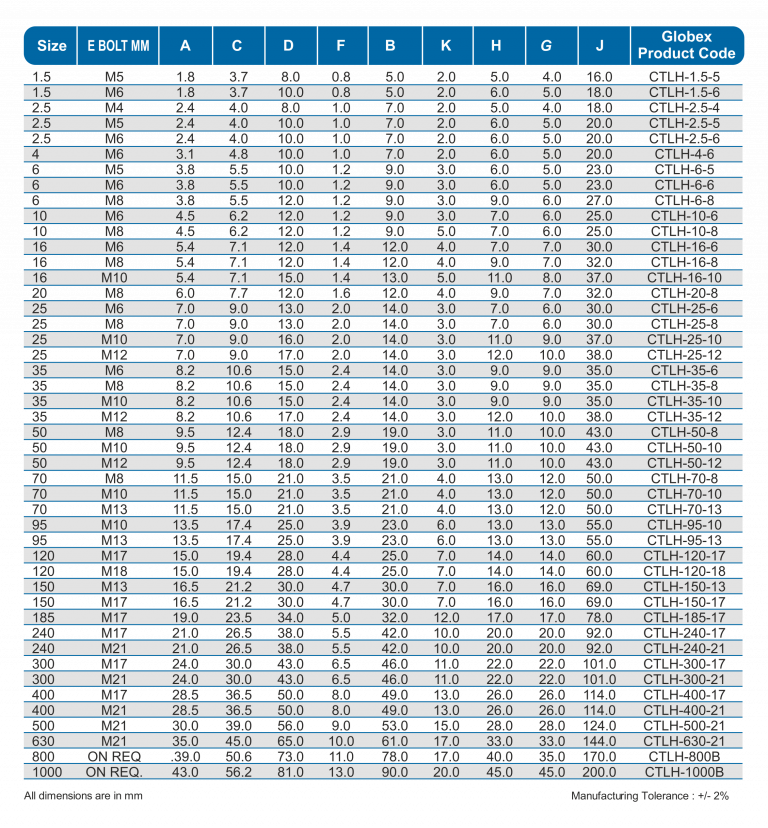 Size E BOLT MM A C D F B K H G J Globex Product Code
1.5 M5 1.8 3.7 8.0 0.8 5.0 2.0 5.0 4.0 16.0 CTLH-1.5-5
1.5 M6 1.8 3.7 10.0 0.8 5.0 2.0 6.0 5.0 18.0 CTLH-1.5-6
2.5 M4 2.4 4.0 8.0 1.0 7.0 2.0 6.0 4.0 18.0 CTLH-2.5-4
2.5 M5 2.4 4.0 10.0 1.0 7.0 2.0 6.0 5.0 20.0 CTLH-2.5-5
2.5 M6 2.4 4.0 10.0 1.0 7.0 2.0 6.0 5.0 20.0 CTLH-2.5-6
4 M6 3.1 4.8 10.0 1.0 7.0 2.0 6.0 5.0 20.0 CTLH-4-6
6 M5 3.8 5.5 10.0 1.2 9.0 3.0 6.0 5.0 23.0 CTLH-6-5
6 M6 3.8 5.5 10.0 1.2 9.0 3.0 6.0 5.0 23.0 CTLH-6-6
6 M8 3.8 5.5 12.0 1.2 9.0 3.0 9.0 6.0 27.0 CTLH-6-8
10 M6 4.5 6.2 12.0 1.2 9.0 3.0 7.0 6.0 25.0 CTLH-10-6
10 M8 4.5 6.2 12.0 1.2 9.0 5.0 7.0 6.0 25.0 CTLH-10-8
16 M6 5.4 7.1 12.0 1.4 12.0 4.0 7.0 7.0 30.0 CTLH-16-6
16 M8 5.4 7.1 12.0 1.4 12.0 4.0 9.0 7.0 32.0 CTLH-16-8
16 M10 5.4 7.1 15.0 1.4 13.0 5.0 11.0 8.0 37.0 CTLH-16-10
20 M8 6.0 7.7 12.0 1.6 12.0 4.0 9.0 7.0 32.0 CTLH-20-8
25 M6 7.0 9.0 13.0 2.0 14.0 3.0 7.0 6.0 30.0 CTLH-25-6
25 M8 7.0 9.0 13.0 2.0 14.0 3.0 7.0 6.0 30.0 CTLH-25-8
25 M10 7.0 9.0 16.0 2.0 14.0 3.0 11.0 9.0 37.0 CTLH-25-10
25 M12 7.0 9.0 17.0 2.0 14.0 3.0 12.0 10.0 38.0 CTLH-25-12
35 M6 8.2 10.6 15.0 2.4 14.0 3.0 9.0 9.0 35.0 CTLH-35-6
35 M8 8.2 10.6 15.0 2.4 14.0 3.0 9.0 9.0 35.0 CTLH-35-8
35 M10 8.2 10.6 15.0 2.4 14.0 3.0 9.0 9.0 35.0 CTLH-35-10
35 M12 8.2 10.6 17.0 2.4 14.0 3.0 12.0 10.0 38.0 CTLH-35-12
50 M8 9.5 12.4 18.0 2.9 19.0 3.0 11.0 10.0 43.0 CTLH-50-8
50 M10 9.5 12.4 18.0 2.9 19.0 3.0 11.0 10.0 43.0 CTLH-50-10
50 M12 9.5 12.4 18.0 2.9 19.0 3.0 11.0 10.0 43.0 CTLH-50-12
70 M8 11.5 15.0 21.0 3.5 21.0 4.0 13.0 12.0 50.0 CTLH-70-8
70 M10 11.5 15.0 21.0 3.5 21.0 4.0 13.0 12.0 50.0 CTLH-70-10
70 M13 11.5 15.0 21.0 3.5 21.0 4.0 13.0 12.0 50.0 CTLH-70-13
95 M10 13.5 17.4 25.0 3.9 23.0 6.0 13.0 13.0 55.0 CTLH-95-10
95 M13 13.5 17.4 25.0 3.9 23.0 6.0 13.0 13.0 55.0 CTLH-95-13
120 M17 15.0 19.4 28.0 4.4 25.0 7.0 14.0 14.0 60.0 CTLH-120-17
120 M18 15.0 19.4 28.0 4.4 25.0 7.0 14.0 14.0 60.0 CTLH-120-18
150 M13 16.5 21.2 30.0 4.7 30.0 7.0 16.0 16.0 69.0 CTLH-150-13
150 M17 16.5 21.2 30.0 4.7 30.0 7.0 16.0 16.0 69.0 CTLH-150-17
185 M17 19.0 23.5 34.0 5.0 32.0 12.0 17.0 17.0 78.0 CTLH-185-17
240 M17 21.0 26.5 38.0 5.5 42.0 10.0 20.0 20.0 92.0 CTLH-240-17
240 M21 21.0 26.5 38.0 5.5 42.0 10.0 20.0 20.0 92.0 CTLH-240-21
300 M17 24.0 30.0 43.0 6.5 46.0 11.0 22.0 22.0 101.0 CTLH-300-17
300 M21 24.0 30.0 43.0 6.5 46.0 11.0 22.0 22.0 101.0 CTLH-300-21
400 M17 28.5 36.5 50.0 8.0 49.0 13.0 26.0 26.0 114.0 CTLH-400-17
400 M21 28.5 36.5 50.0 8.0 49.0 13.0 26.0 26.0 114.0 CTLH-400-21
500 M21 30.0 39.0 56.0 9.0 53.0 15.0 28.0 28.0 124.0 CTLH-500-21
630 M21 35.0 45.0 65.0 10.0 61.0 17.0 33.0 33.0 144.0 CTLH-630-21
800 ON REQ .39.0 50.6 73.0 11.0 78.0 17.0 40.0 35.0 170.0 CTLH-800B
1000 ON REQ. 43.0 56.2 81.0 13.0 90.0 20.0 45.0 45.0 200.0 CTLH-1000B
All dimensions are in mm Manufacturing Tolerance : +/- 2%